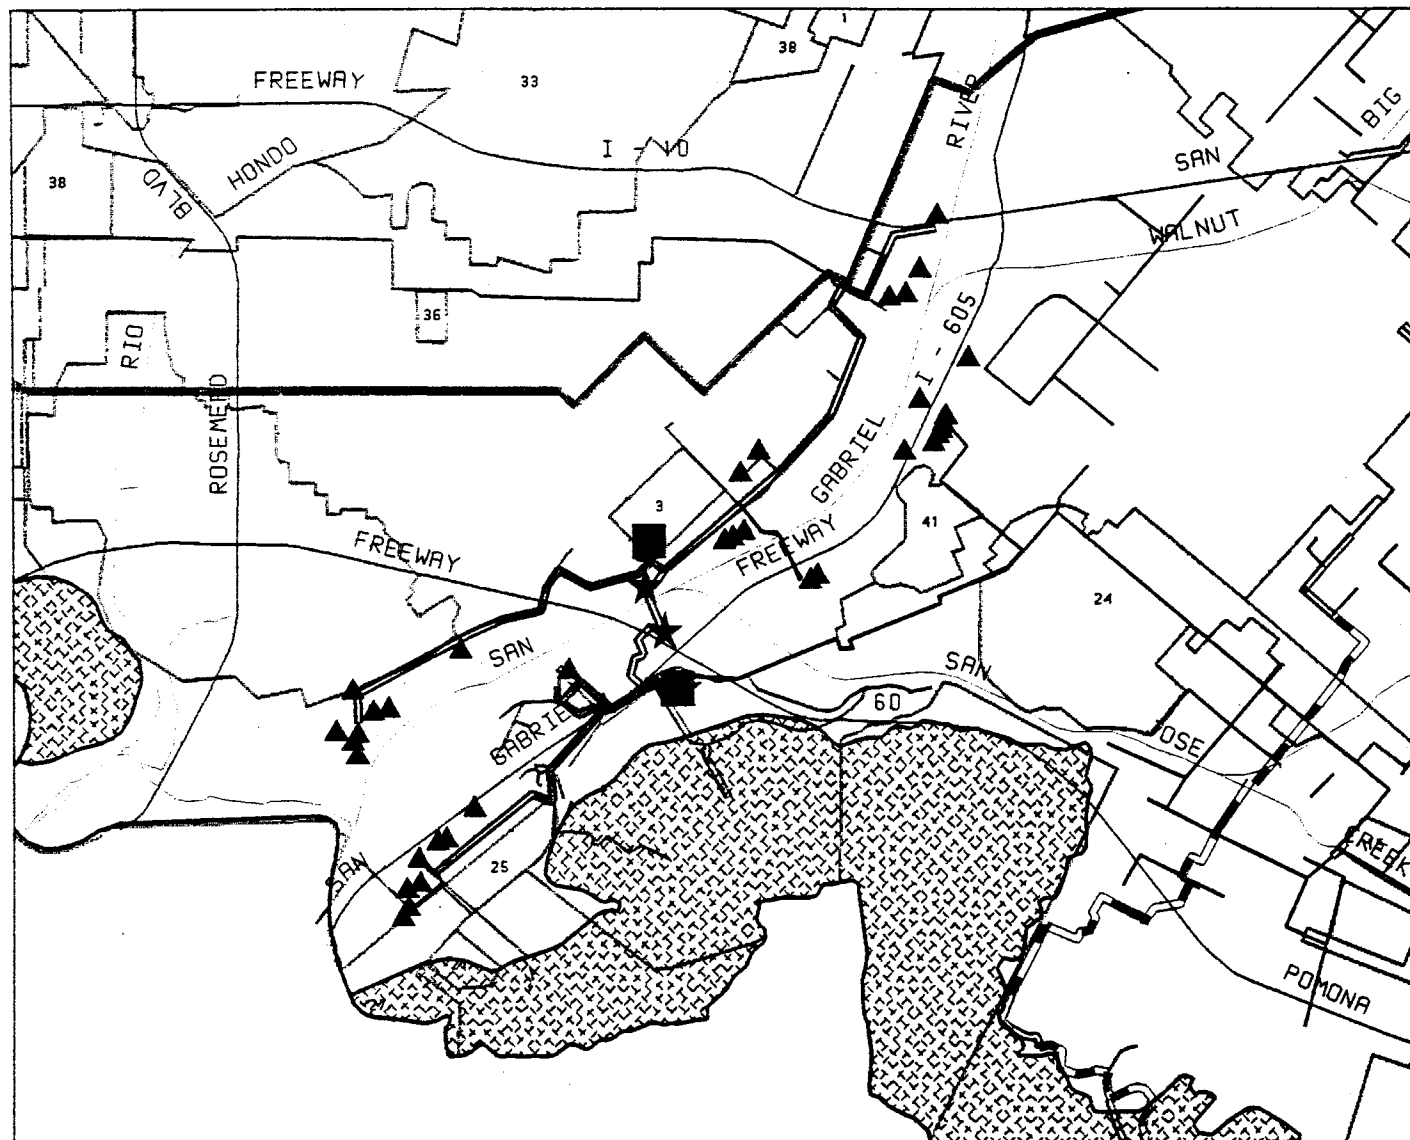 38
33
FREEWAY
RIVER
BIG
HONDO
I - 10
SAN
38
BLVD
WALNUT
36
RIO
I - 605
ROSEMEAD
GABRIEL
3
41
FREEWAY
FREEWAY
24
SAN
SAN
60
GABRIEL
JOSE
CREEK
SAN
25
POMONA